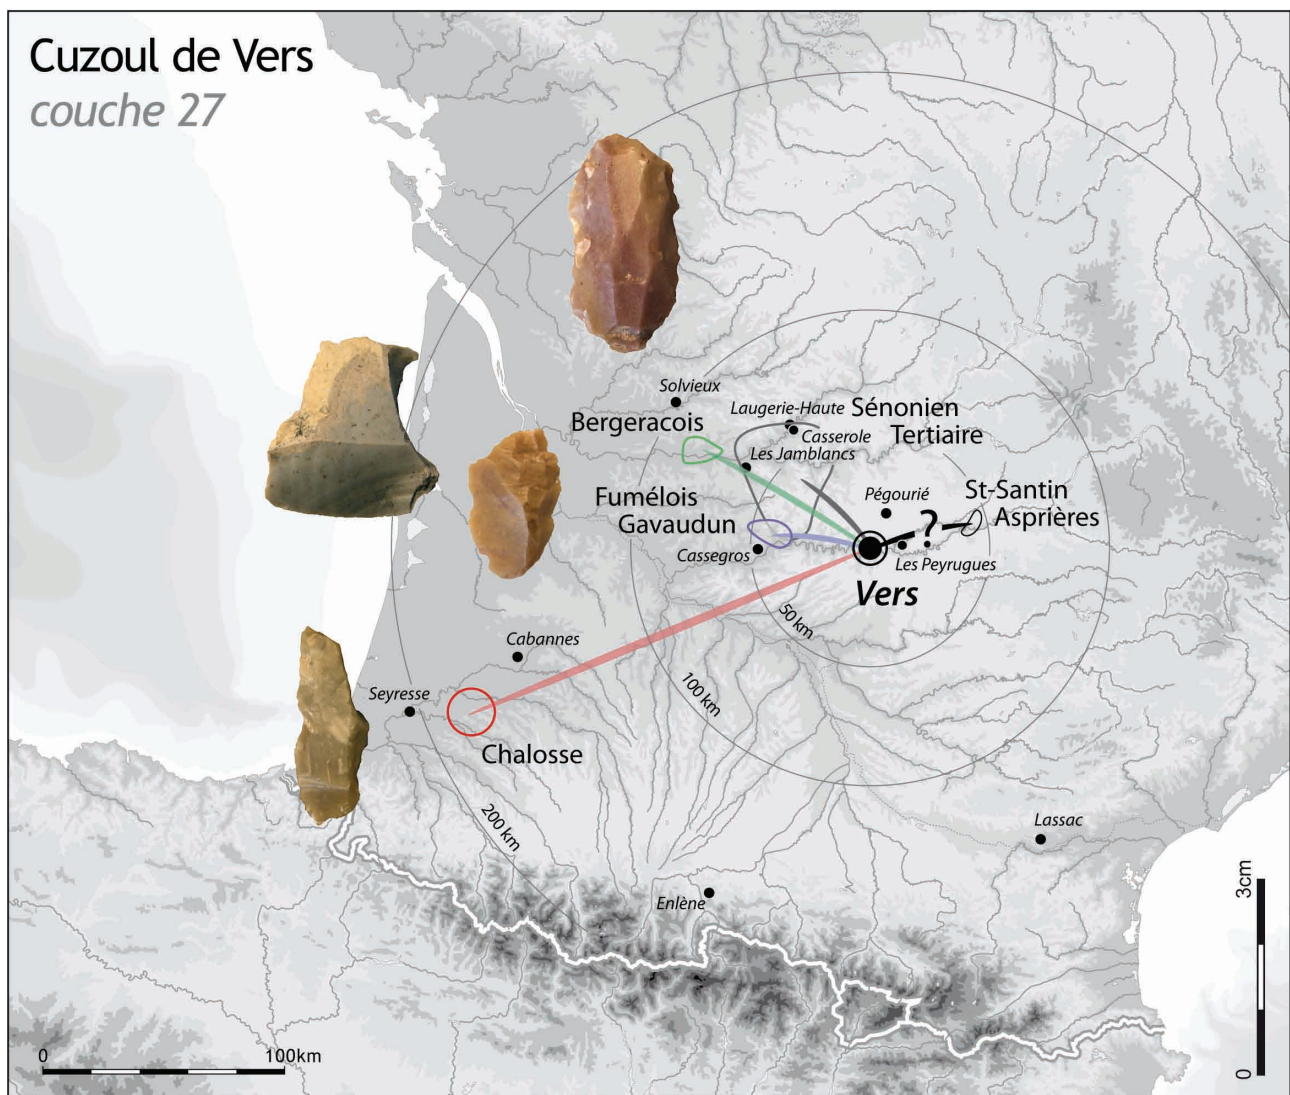 Cuzoul de Vers
couche 27
Solvieux
Bergeracois
Laugerie-Haute
Casserole
Les Jamblancs
Sénonien
Tertiaire
Fumélois
Gavaudun
Cassegros
Pégourié
?
St-Santin
Asprières
Les Peyrugues
Vers
50 km
Cabannes
Seyresse
100 km
Chalosse
200 km
Lassac
Enlène
0
100km
3cm
0